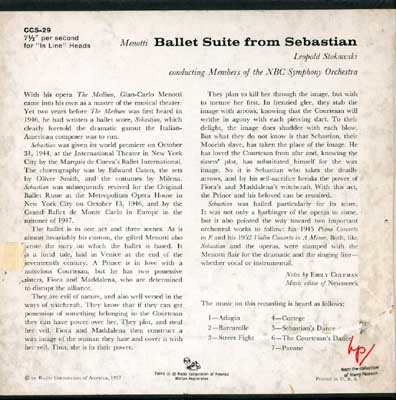 CCS-29
7½" per second
for "In Line" Heads
Menotti Ballet Suite from Sebastian
Leopold Stokowski
conducting Members of the NBC Symphony Orchestra
With his opera The Medium, Gian-Carlo Menotti
came into his own as a master of the musical theater.
Yet two years before The Medium was first heard in
1946, he had written a ballet score, Sebastian, which
clearly foretold the dramatic gamut the Italian-
American composer was to run.
Sebastian was given its world premiere on October
31, 1944, at the International Theatre in New York
City by the Marquis de Cueva's Ballet International.
The choreography was by Edward Caton, the sets
by Oliver Smith, and the costumes by Milena.
Sebastian was subsequently revived for the Original
Ballet Russe at the Metropolitan Opera House in
New York City on October 13, 1946, and by the
Grand Ballet de Monte Carlo in Europe in the
summer of 1947.
The ballet is in one act and three scenes. As is
almost invariably his custom, the gifted Menotti also
wrote the story on which the ballet is based. It
is a lurid tale, laid in Venice at the end of the
seventeenth century. A Prince is in love with a
notorious Courtesan, but he has two possessive
sisters, Fiora and Maddalena, who are determined
to disrupt the alliance.
They are evil of nature, and also well versed in the
ways of witchcraft. They know that if they can get
possession of something belonging to the Courtesan
they can have power over her. They plot, and steal
her veil. Fiora and Maddalena then construct a
wax image of the woman they hate and cover it with
her veil. Thus, she is in their power.
They plan to kill her through the image, but wish
to torture her first. In frenzied glee, they stab the
image with arrows, knowing that the Courtesan will
writhe in agony with each piercing dart. To their
delight, the image does shudder with each blow.
But what they do not know is that Sebastian, their
Moorish slave, has taken the place of the image. He
has loved the Courtesan from afar and, knowing the
sisters' plot, has substituted himself for the wax
image. So it is Sebastian who takes the deadly
arrows, and by his self-sacrifice breaks the power of
Fiora's and Maddalena's witchcraft. With this act,
the Prince and his beloved can be reunited.
Sebastian was hailed particularly for its score.
It was not only a harbinger of the operas to come,
but it also pointed the way toward two important
orchestral works to follow: his 1945 Piano Concerto
in F and his 1952 Violin Concerto in A Minor. Both, like
Sebastian and the operas, were stamped with the
Menotti flair for the dramatic and the singing line—
whether vocal or instrumental.
Notes by EMILY COLEMAN
Music editor of Newsweek
The music on this recording is heard as follows:
1—Adagio
2—Barcarolle
3—Street Fight
4—Cortege
5—Sebastian's Dance
6—The Courtesan's Dance
7—Pavane
© by Radio Corporation of America, 1957
TMKS ® Radio Corporation of America
Marcas Registradas
Printed in U. S. A.
hp/
from the collection
of Harry Pearson